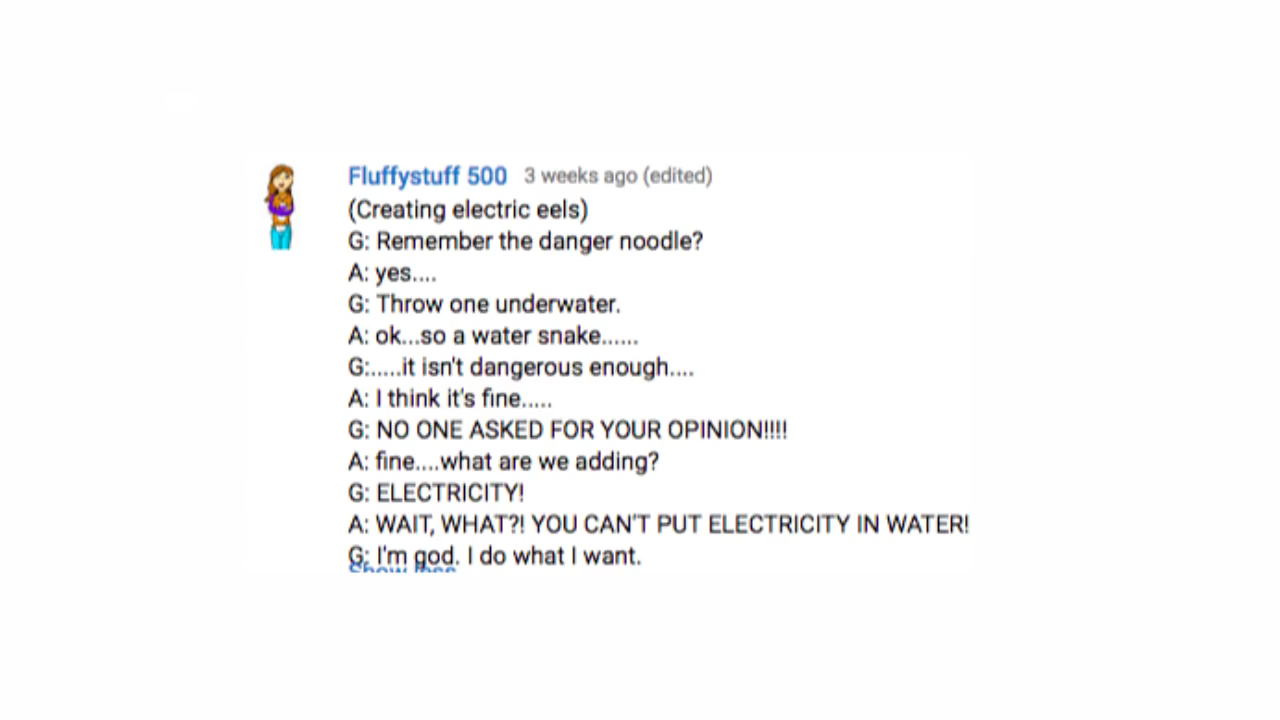 Fluffystuff 500 3 weeks ago (edited)
(Creating electric eels)
G: Remember the danger noodle?
A: yes....
G: Throw one underwater.
A: ok...so a water snake......
G:.....it isn't dangerous enough....
A: I think it's fine.....
G: NO ONE ASKED FOR YOUR OPINION!!!!
A: fine....what are we adding?
G: ELECTRICITY!
A: WAIT, WHAT?! YOU CAN'T PUT ELECTRICITY IN WATER!
G: I'm god. I do what I want.
Show less